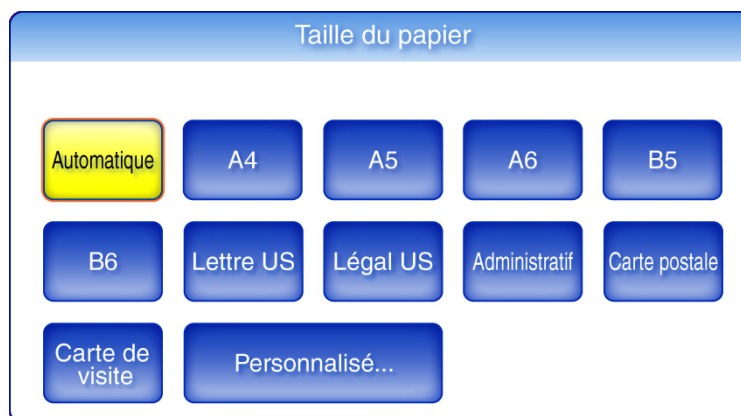 Taille du papier
Automatique
A4
A5
A6
B5
B6
Lettre US
Légal US
Administratif
Carte postale
Carte de
visite
Personnalisé...